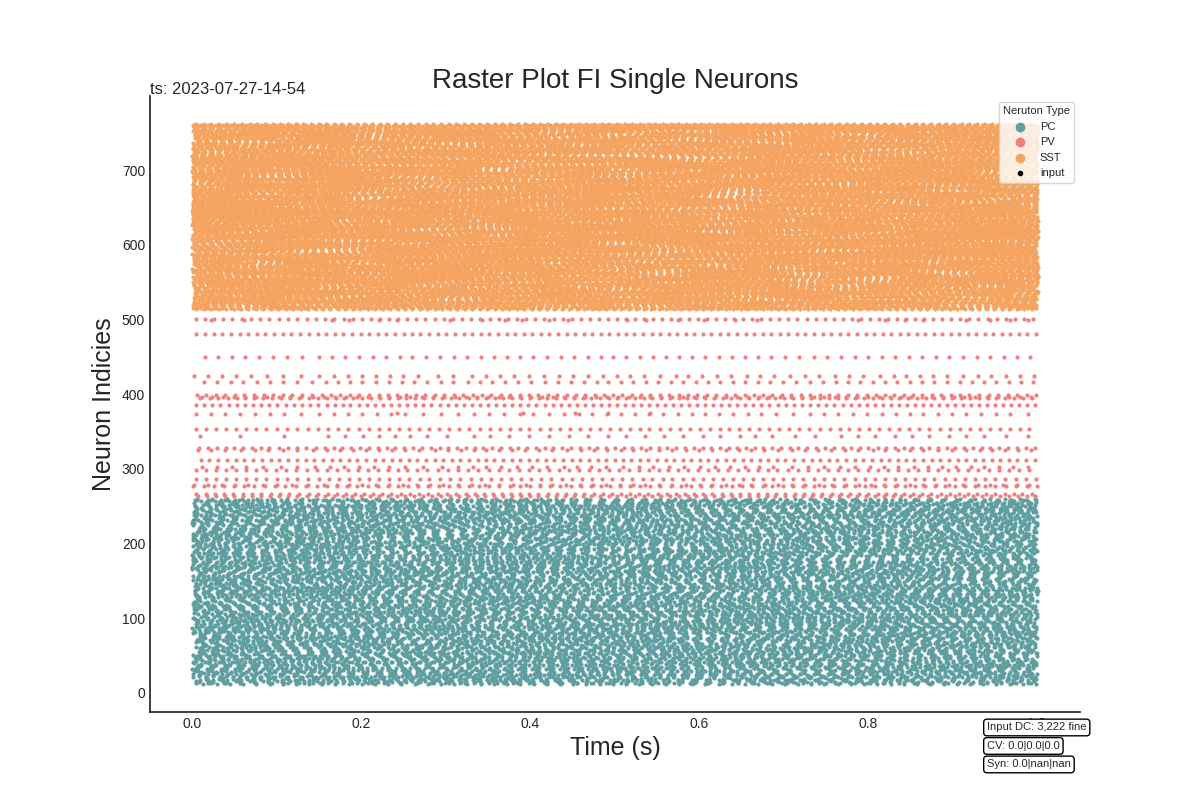 Raster Plot FI Single Neurons
ts: 2023-07-27-14-54
Neruton Type
PC
PV
SST
input
700
600
500
400
300
200
100
0
Neuron Indicies
0.0 0.2 0.4 0.6 0.8
Time (s)
Input DC: 3,222 fine
CV: 0.0|0.0|0.0
Syn: 0.0|nan|nan